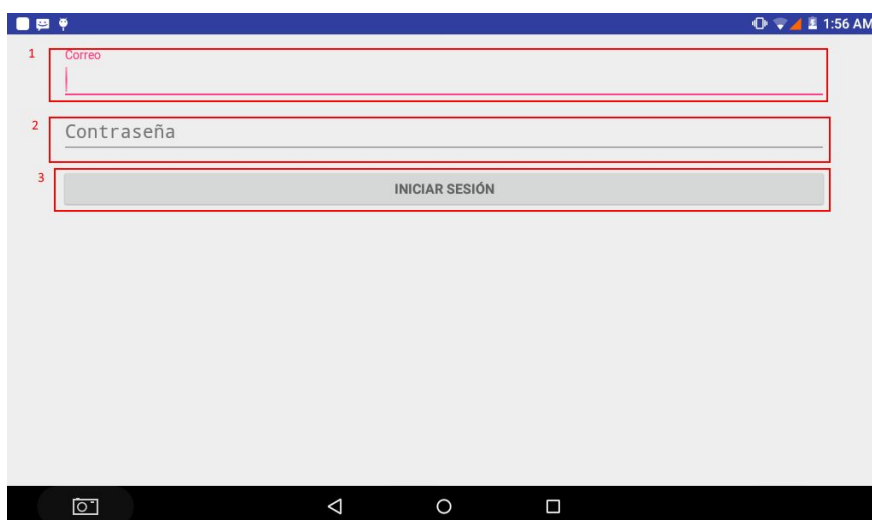 1:56 AM
1
Correo
2
Contraseña
3
INICIAR SESIÓN